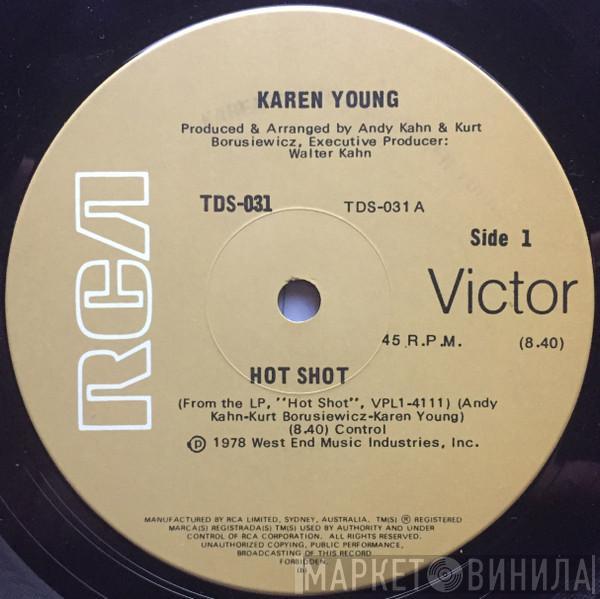 KAREN YOUNG
Produced & Arranged by Andy Kahn & Kurt
Borusiewicz, Executive Producer:
Walter Kahn
TDS-031
TDS-031 A
Side 1
RCA
Victor
45 R.P.M.
(8.40)
HOT SHOT
(From the LP, ''Hot Shot'', VPL1-4111) (Andy
Kahn-Kurt Borusiewicz-Karen Young)
(8.40) Control
℗ 1978 West End Music Industries, Inc.
MANUFACTURED BY RCA LIMITED, SYDNEY, AUSTRALIA. TM(S) ® REGISTERED
MARCA(S) REGISTRADA(S) TM(S) USED BY AUTHORITY AND UNDER
CONTROL OF RCA CORPORATION. ALL RIGHTS RESERVED.
UNAUTHORIZED COPYING, PUBLIC PERFORMANCE,
BROADCASTING OF THIS RECORD
FORBIDDEN.
МАРКЕТ ВИНИЛА